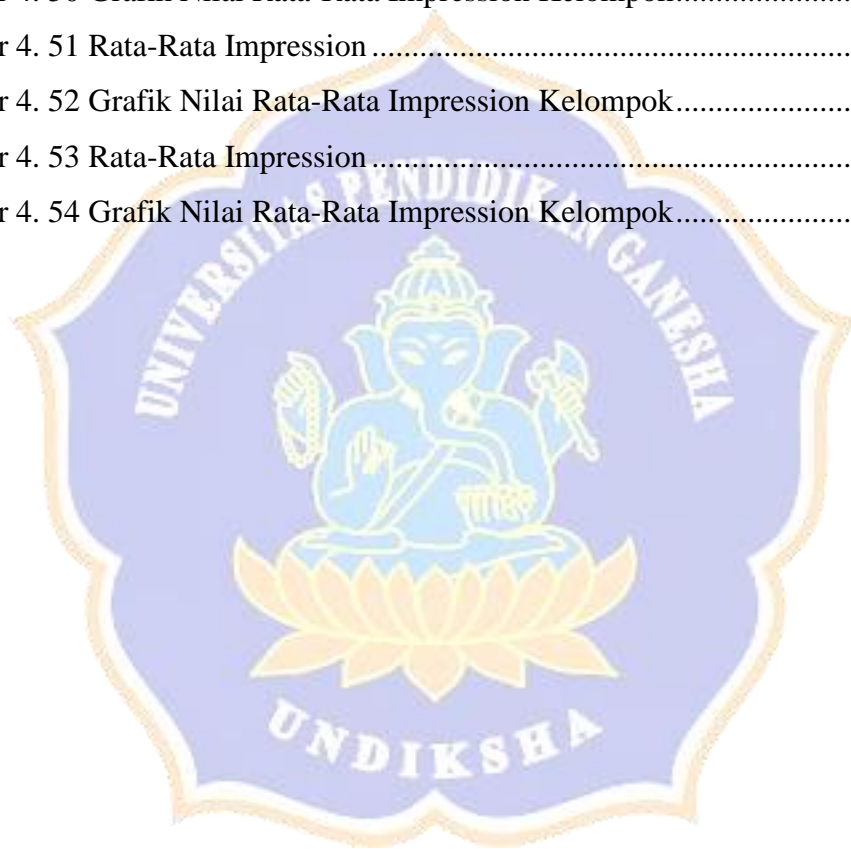 r 4. 50 Grafik Nilai Rata-Rata Impression Kelompok......................
r 4. 51 Rata-Rata Impression............................................................
r 4. 52 Grafik Nilai Rata-Rata Impression Kelompok......................
r 4. 53 Rata-Rata Impression............................................................
r 4. 54 Grafik Nilai Rata-Rata Impression Kelompok......................
UNIVERSITAS PENDIDIKAN GANESHA
UNDIKSHA